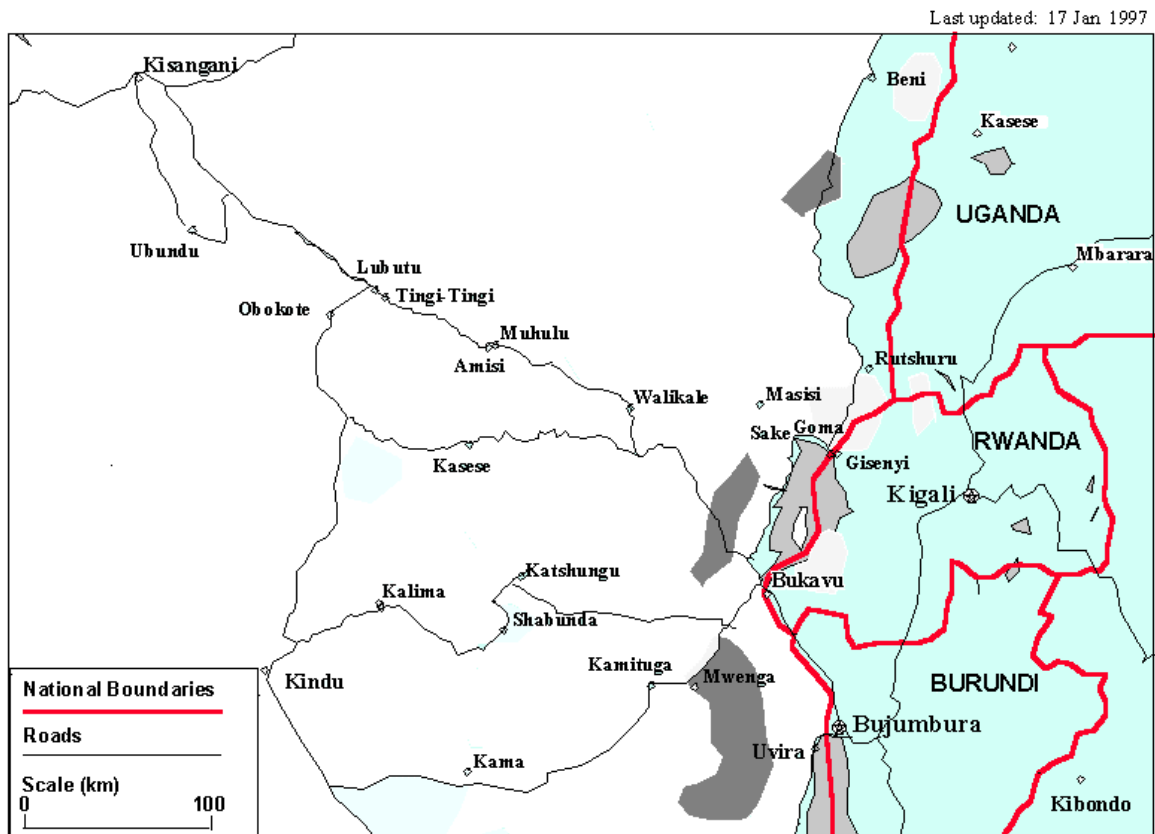 Last updated: 17 Jan 1997
Kisangani
Beni
Kasese
UGANDA
Ubundu
Mbarara
Lubutu
Tingi-Tingi
Obokote
Muhulu
Amisi
Rutshuru
Walikale
Masisi
Sake
Goma
RWANDA
Kasese
Gisenyi
Kigali
Katshungu
Bukavu
Kalima
Shabunda
Kamituga
Mwenga
Kindu
BURUNDI
National Boundaries
Bujumbura
Roads
Uvira
Kama
Scale (km)
0 100
Kibondo